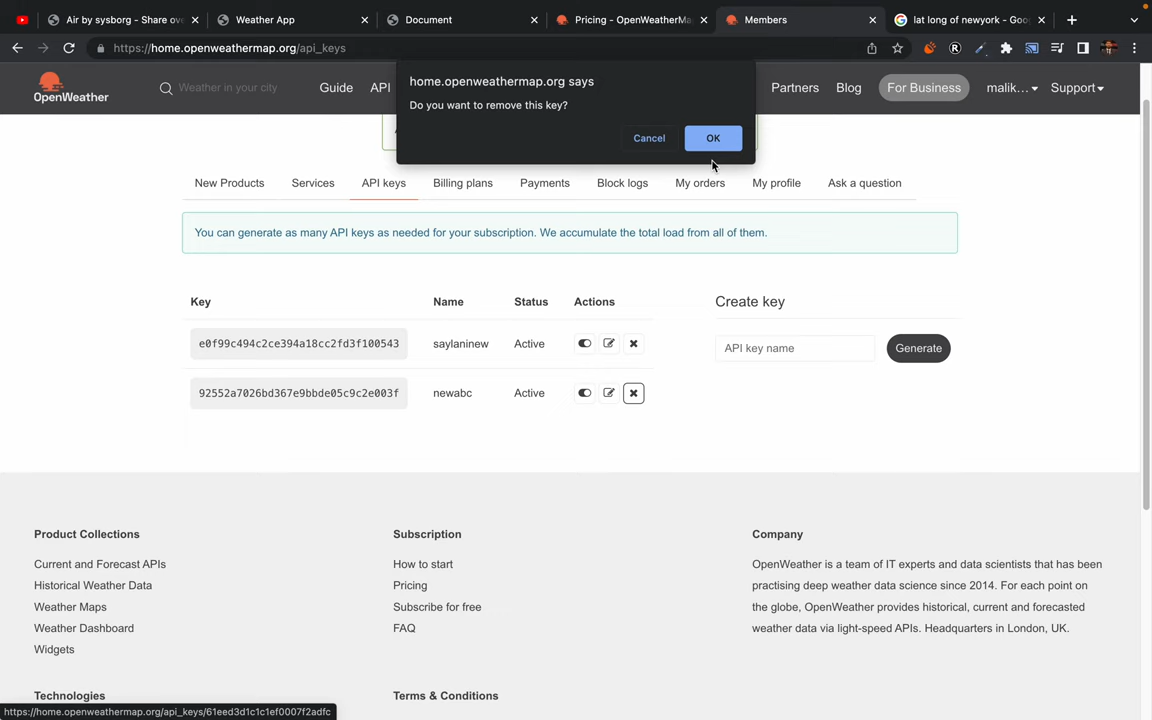 Air by sysborg - Share ove
Weather App
Document
Pricing - OpenWeatherMa
Members
lat long of newyork - Goo
https://home.openweathermap.org/api_keys
home.openweathermap.org says
Do you want to remove this key?
Cancel
OK
OpenWeather
Weather in your city
Guide
API
Partners
Blog
For Business
malik...
Support
New Products
Services
API keys
Billing plans
Payments
Block logs
My orders
My profile
Ask a question
You can generate as many API keys as needed for your subscription. We accumulate the total load from all of them.
Key
Name
Status
Actions
Create key
e0f99c494c2ce394a18cc2fd3f100543
saylaninew
Active
API key name
Generate
92552a7026bd367e9bbde05c9c2e003f
newabc
Active
Product Collections
Current and Forecast APIs
Historical Weather Data
Weather Maps
Weather Dashboard
Widgets
Subscription
How to start
Pricing
Subscribe for free
FAQ
Company
OpenWeather is a team of IT experts and data scientists that has been
practising deep weather data science since 2014. For each point on
the globe, OpenWeather provides historical, current and forecasted
weather data via light-speed APIs. Headquarters in London, UK.
Technologies
Terms & Conditions
https://home.openweathermap.org/api_keys/61eed3d1c1c1ef0007f2adfc